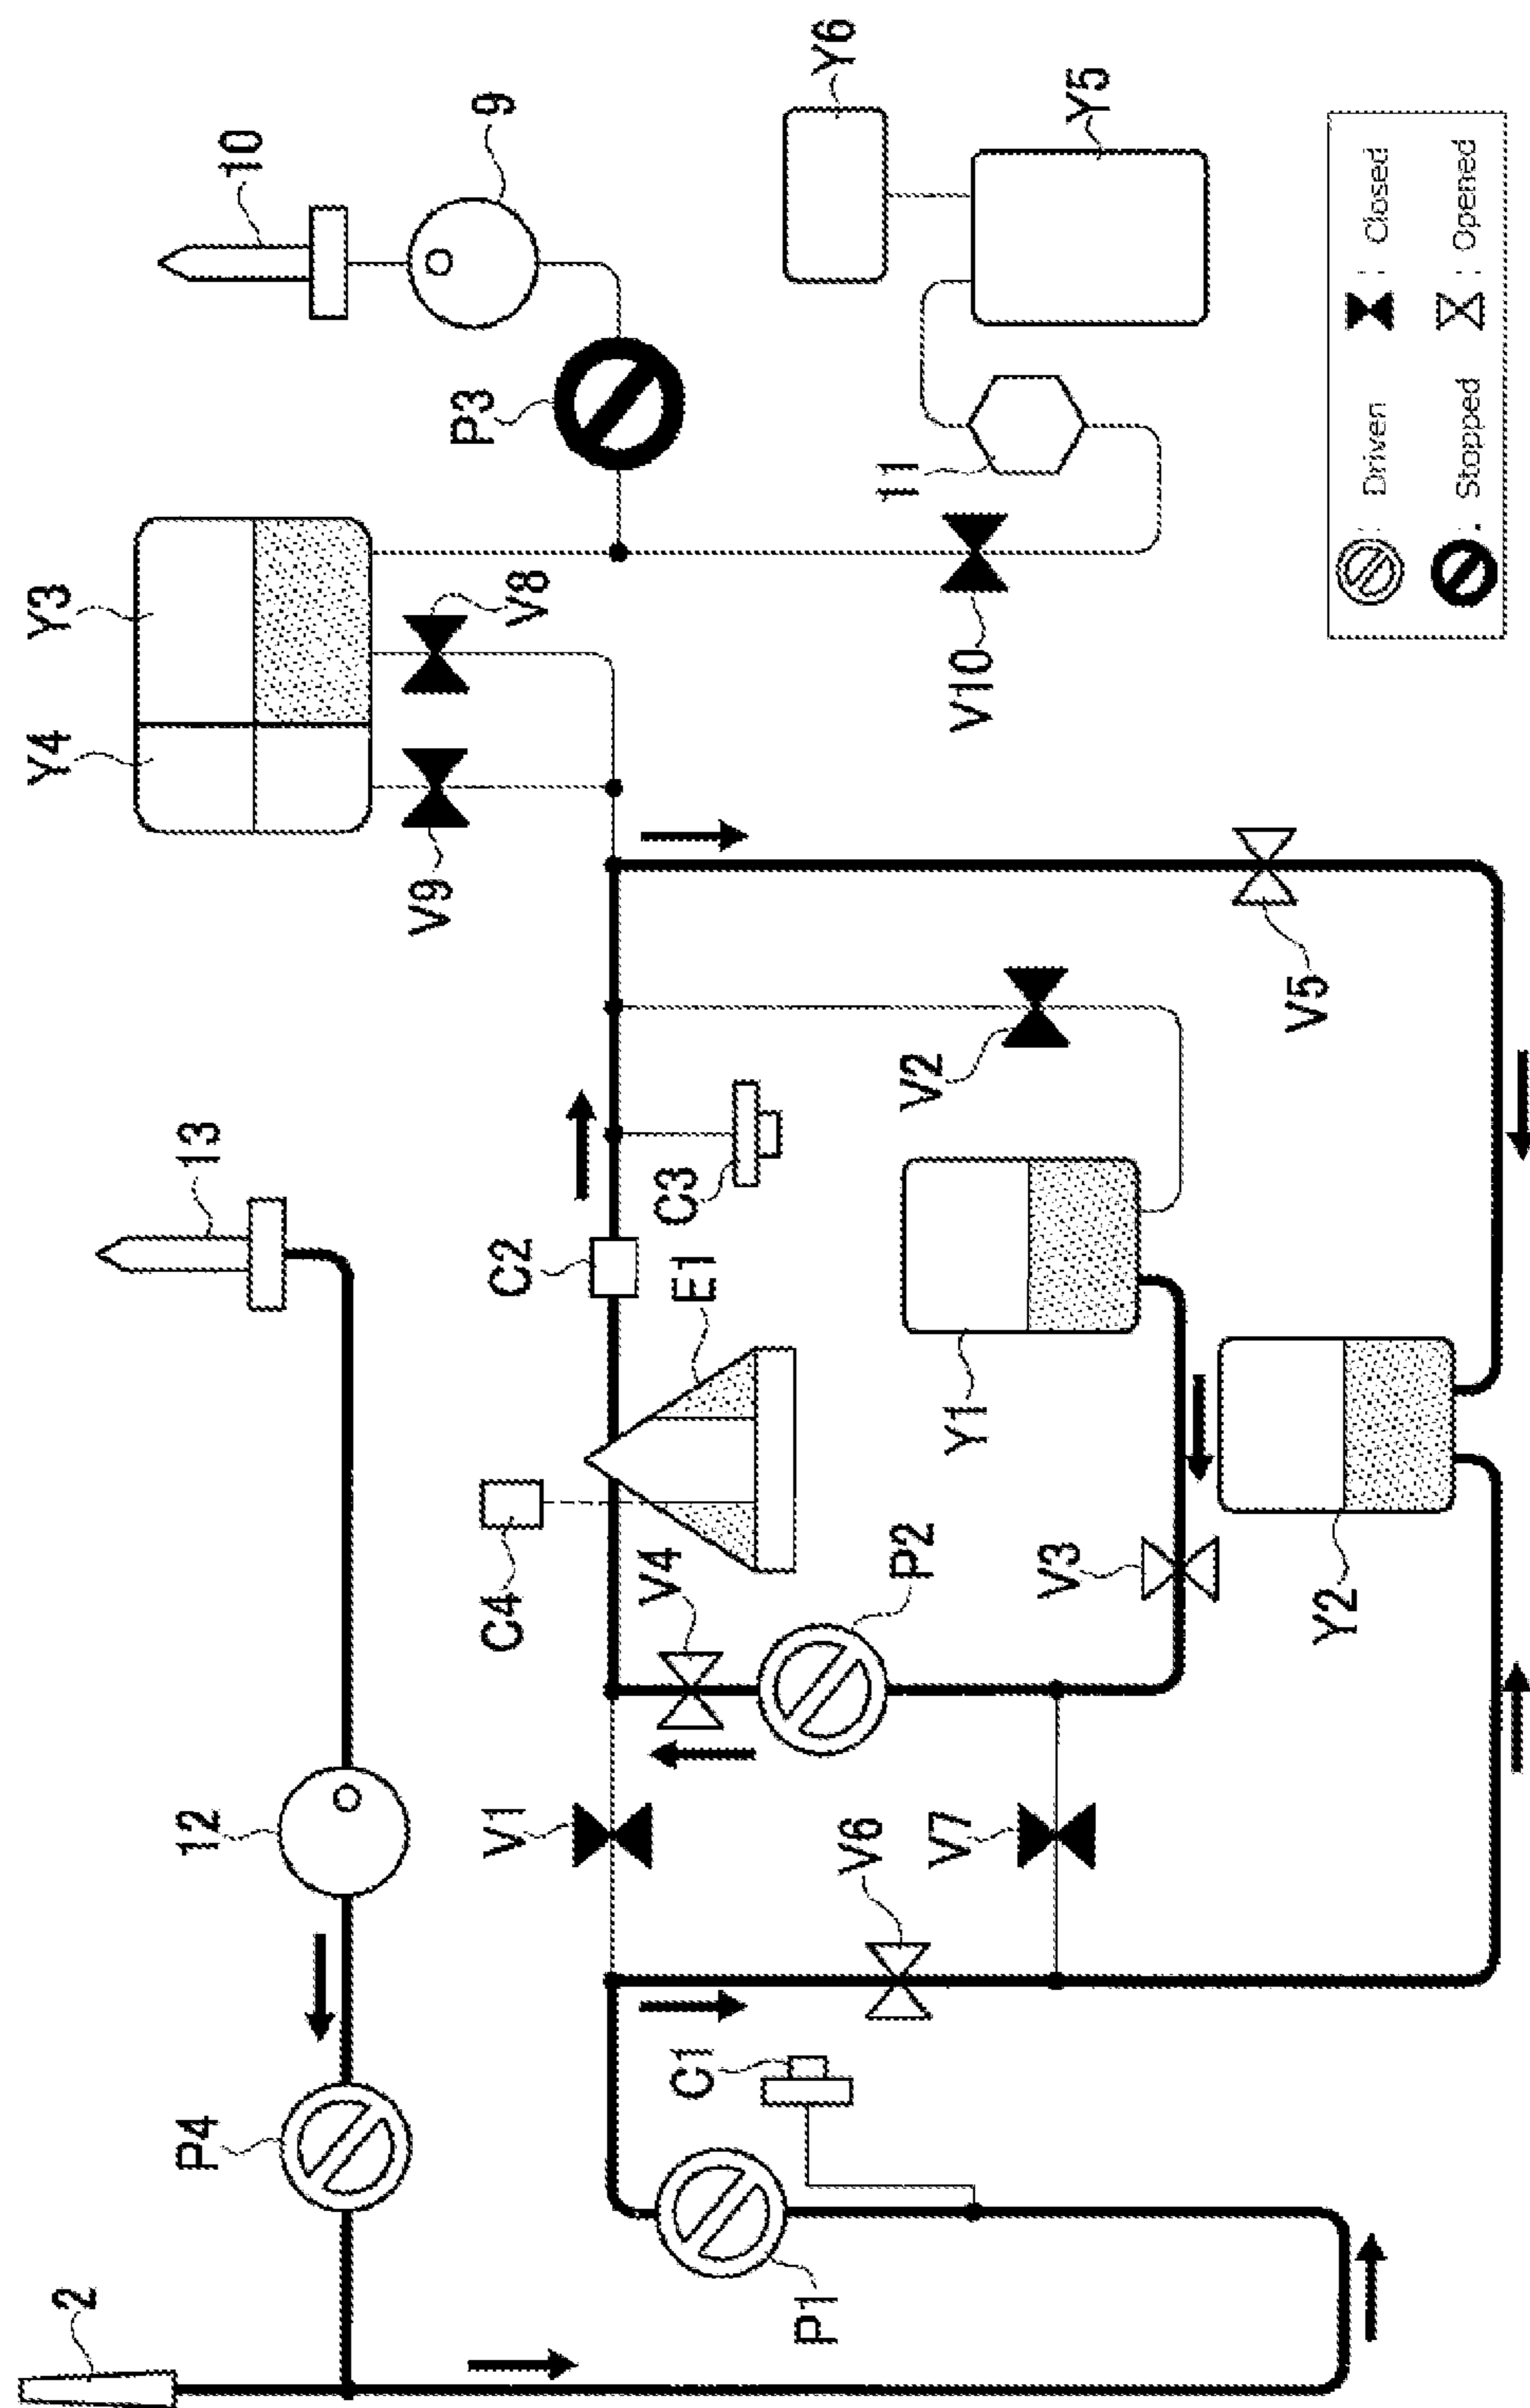 2
P4
12
13
10
9
Y4
Y3
V9
V8
P3
Y6
Y5
11
V10
C4
C2
V1
V4
E1
C3
C1
P1
V6
V7
P2
Y1
V2
V3
Y2
V5
: Driven
: Closed
: Stopped
: Opened